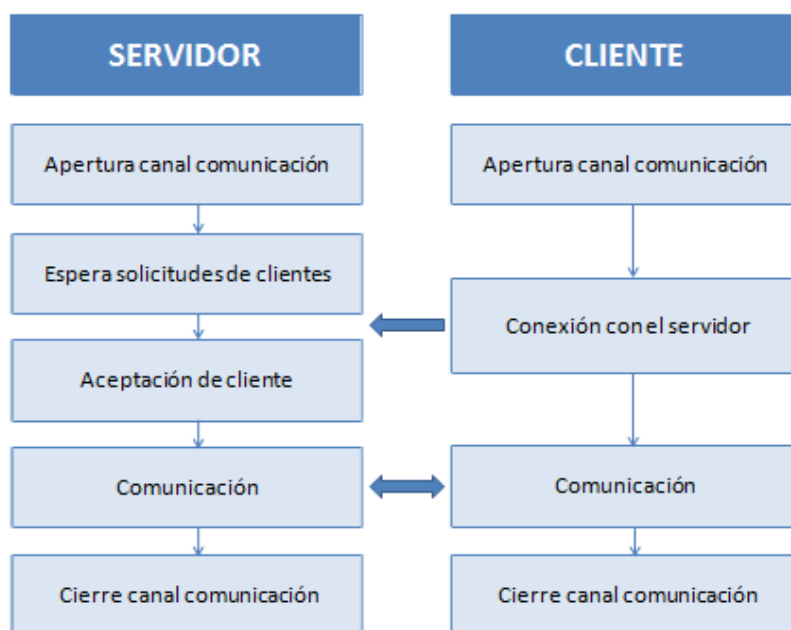 SERVIDOR
Apertura canal comunicación
Espera solicitudes de clientes
Aceptación de cliente
Comunicación
Cierre canal comunicación
CLIENTE
Apertura canal comunicación
Conexión con el servidor
Comunicación
Cierre canal comunicación